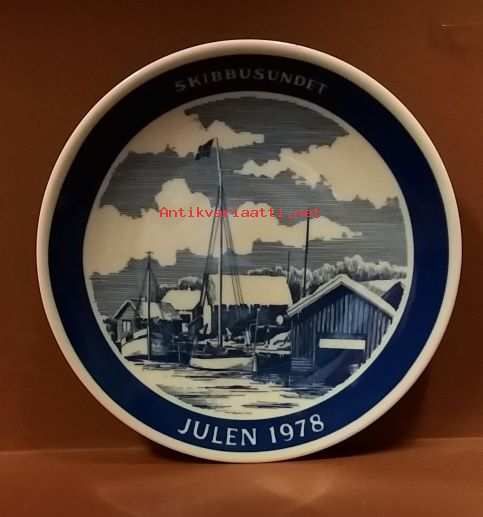 SKIBBUSUNDET
Antikvariaatti.net
JULEN 1978